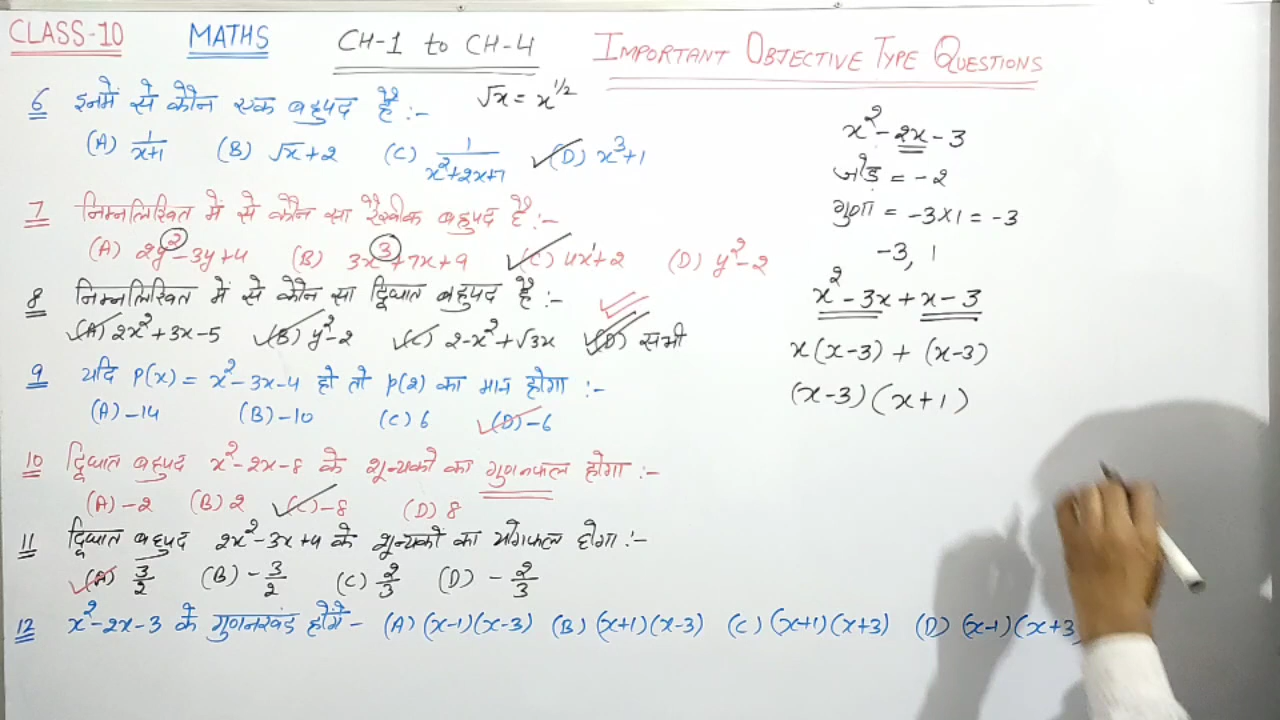 CLASS-10 MATHS CH-1 to CH-4 IMPORTANT OBJECTIVE TYPE QUESTIONS
6 इनमें से कौन एक बहुपद है :- √x = x^1/2
(A) 1/x+1 (B) √x+2 (C) 1/x²+2x+7 (D) x³+1
7 निम्नलिखित में से कौन सा रैखीक बहुपद है :-
(A) 2y²-3y+4 (B) 3x³+7x+9 (C) 4x¹+2 (D) y²-2
8 निम्नलिखित में से कौन सा द्विघात बहुपद है :-
(A) 2x²+3x-5 (B) y²-2 (C) 2-x²+√3x (D) सभी
9 यदि P(x) = x²-3x-4 हो तो P(2) का मान होगा :-
(A) -14 (B) -10 (C) 6 (D) -6
10 द्विघात बहुपद x²-2x-8 के शून्यकों का गुणनफल होगा :-
(A) -2 (B) 2 (C) -8 (D) 8
11 द्विघात बहुपद 2x²-3x+4 के शून्यकों का योगफल होगा :-
(A) 3/2 (B) -3/2 (C) 2/3 (D) -2/3
12 x²-2x-3 के गुणनखंड होंगे - (A) (x-1)(x-3) (B) (x+1)(x-3) (C) (x+1)(x+3) (D) (x-1)(x+3)
x²-2x-3
जोड़ = -2
गुणा = -3×1 = -3
-3, 1
x²-3x+x-3
x(x-3)+(x-3)
(x-3)(x+1)